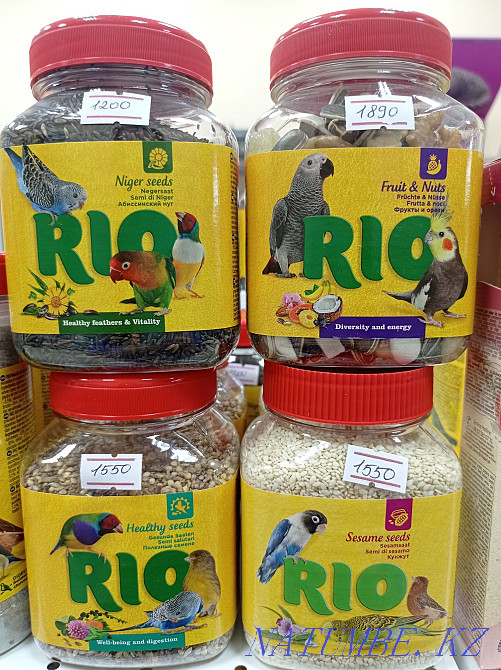 1200
Niger seeds
Negersaat
Semi di Niger
Абиссинский нуг
RIO
Healthy feathers & Vitality
1890
Fruit & Nuts
Früchte & Nüsse
Frutta & noci
Фрукты и орехи
RIO
Diversity and energy
1550
Healthy seeds
Gesunde Saaten
Semi salutari
Полезные семена
RIO
Well-being and digestion
1550
Sesame seeds
Sesamsaat
Semi di sesamo
Кунжут
RIO
NATUMBE.KZ